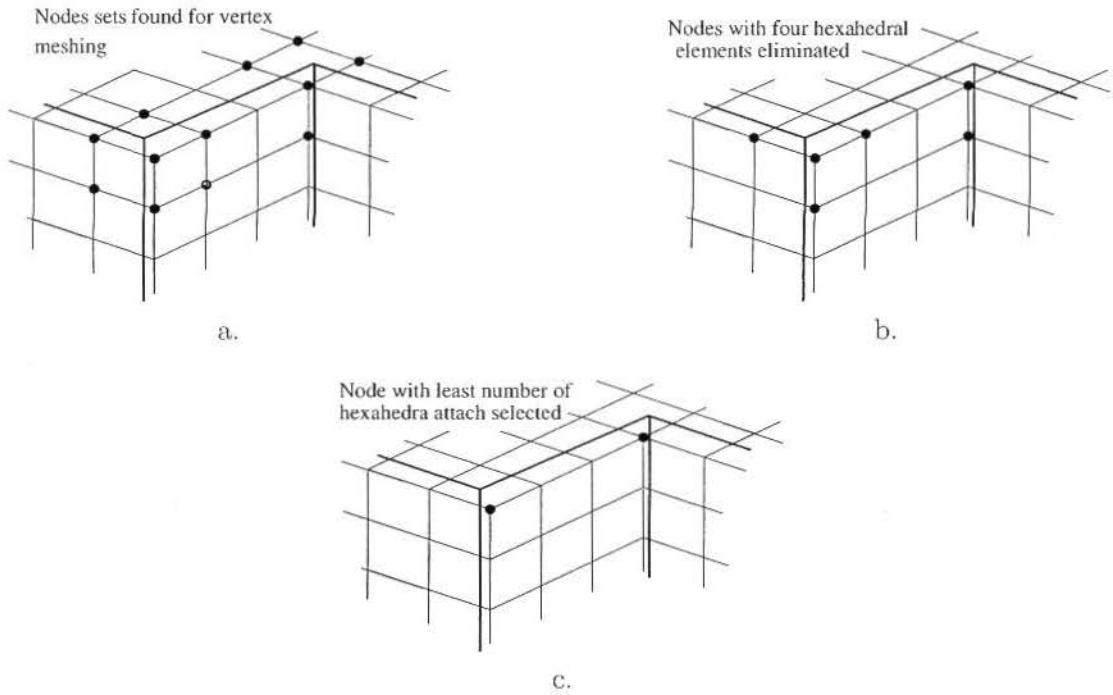 Nodes sets found for vertex
meshing
Nodes with four hexahedral
elements eliminated
a.
b.
Node with least number of
hexahedra attach selected
c.